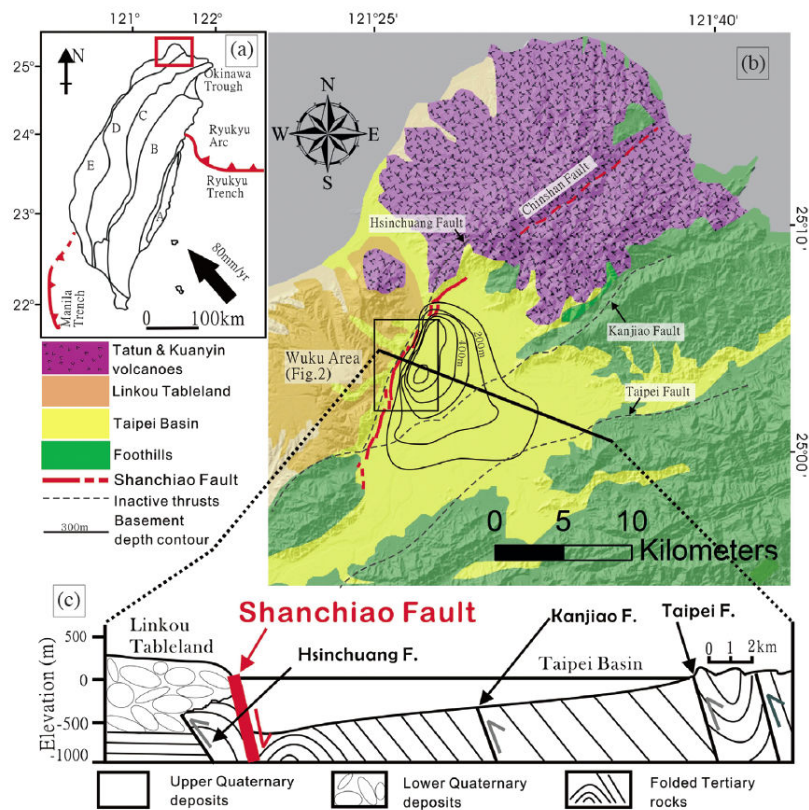 121°
122°
(a)
N
25°
24°
23°
22°
Okinawa
Trough
Ryukyu
Arc
Ryukyu
Trench
A
B
C
D
E
80mm/yr
Manila
Trench
0 100km
121°25'
121°40'
(b)
N
W E
S
Chinshan Fault
Hsinchuang Fault
25°10'
Kanjiao Fault
Taipei Fault
Wuku Area
(Fig.2)
200m
400m
25°00'
0 5 10
Kilometers
Tatun & Kuanyin
volcanoes
Linkou Tableland
Taipei Basin
Foothills
Shanchiao Fault
Inactive thrusts
300m
Basement
depth contour
(c)
Linkou
Tableland
Shanchiao Fault
Hsinchuang F.
Kanjiao F.
Taipei F.
Taipei Basin
0 1 2km
Elevation (m)
500
0
-500
-1000
Upper Quaternary
deposits
Lower Quaternary
deposits
Folded Tertiary
rocks